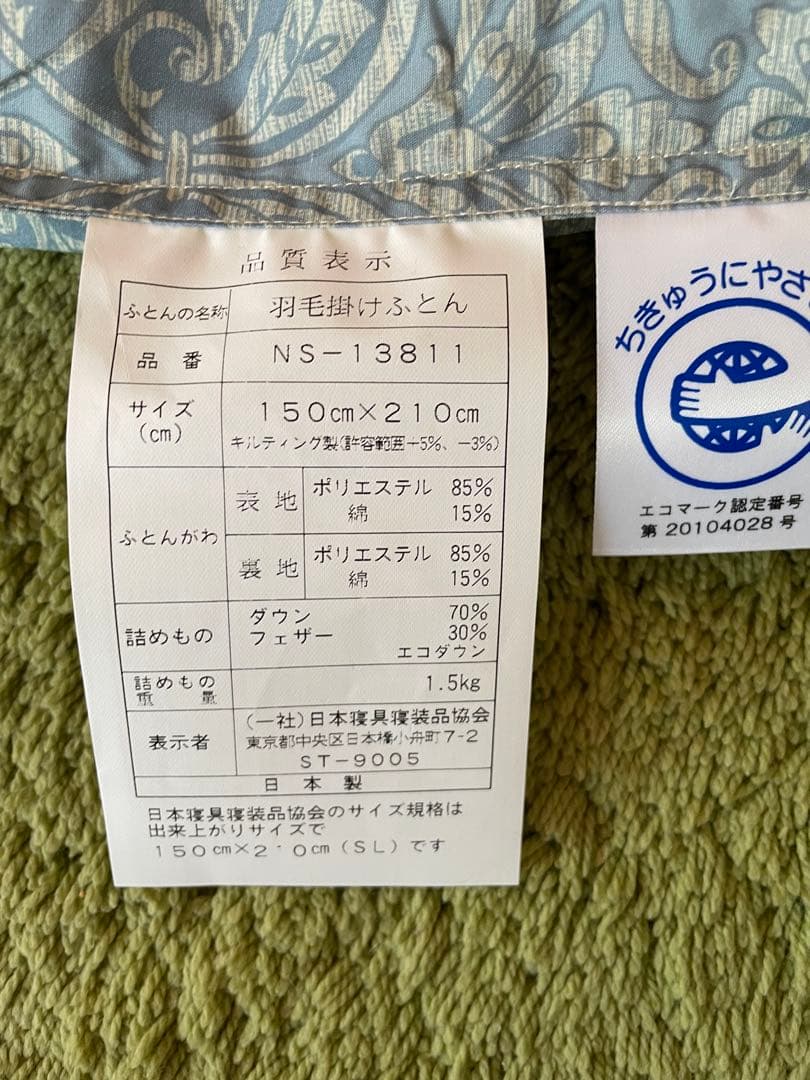 品質表示
ふとんの名称 羽毛掛けふとん
品番 NS-13811
サイズ(cm) 150cm×210cm
キルティング製(許容範囲+5%、-3%)
ふとんがわ 表地 ポリエステル 85%
綿 15%
裏地 ポリエステル 85%
綿 15%
詰めもの ダウン 70%
フェザー 30%
エコダウン
詰めもの重量 1.5kg
表示者 (一社)日本寝具寝装品協会
東京都中央区日本橋小舟町7-2
ST-9005
日本製
日本寝具寝装品協会のサイズ規格は
出来上がりサイズで
150cm×210cm(SL)です
ちきゅうにやさ
エコマーク認定番号
第 20104028 号